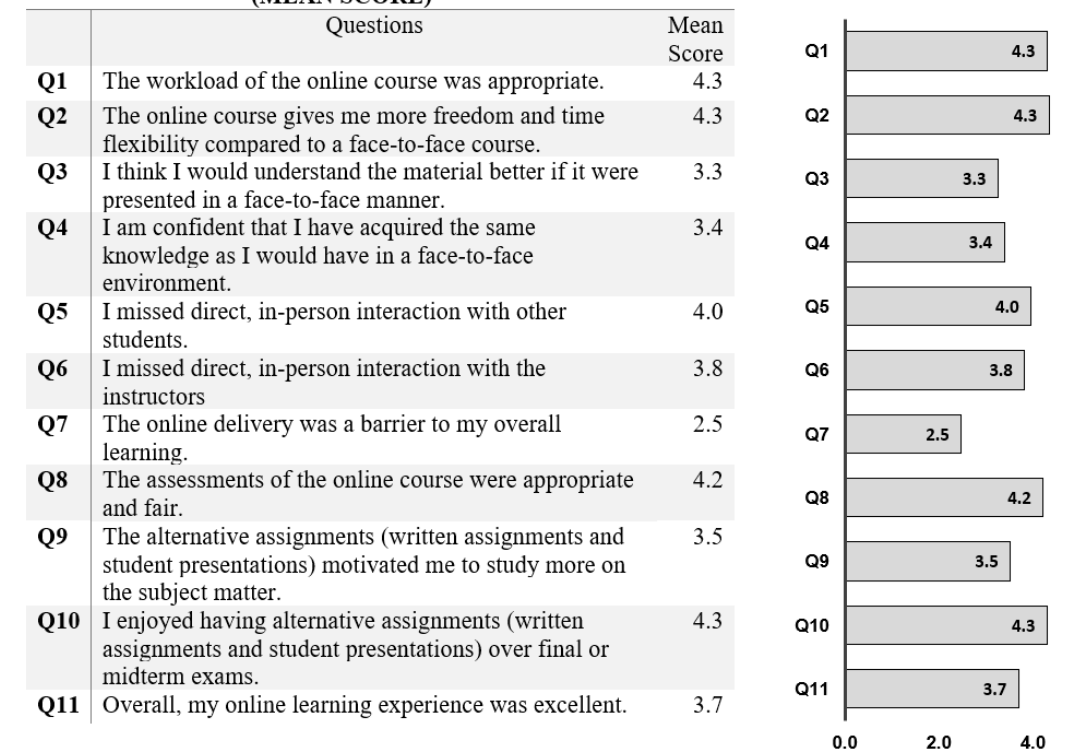 (MEAN SCORE)
Questions Mean
Score
Q1 The workload of the online course was appropriate. 4.3
Q2 The online course gives me more freedom and time 4.3
flexibility compared to a face-to-face course.
Q3 I think I would understand the material better if it were 3.3
presented in a face-to-face manner.
Q4 I am confident that I have acquired the same 3.4
knowledge as I would have in a face-to-face
environment.
Q5 I missed direct, in-person interaction with other 4.0
students.
Q6 I missed direct, in-person interaction with the 3.8
instructors
Q7 The online delivery was a barrier to my overall 2.5
learning.
Q8 The assessments of the online course were appropriate 4.2
and fair.
Q9 The alternative assignments (written assignments and 3.5
student presentations) motivated me to study more on
the subject matter.
Q10 I enjoyed having alternative assignments (written 4.3
assignments and student presentations) over final or
midterm exams.
Q11 Overall, my online learning experience was excellent. 3.7
Q1 4.3
Q2 4.3
Q3 3.3
Q4 3.4
Q5 4.0
Q6 3.8
Q7 2.5
Q8 4.2
Q9 3.5
Q10 4.3
Q11 3.7
0.0 2.0 4.0